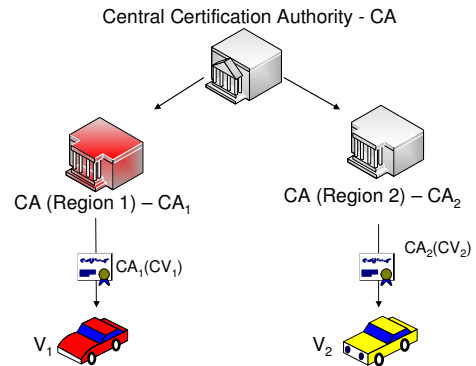 Central Certification Authority - CA
CA (Region 1) – CA1
CA (Region 2) – CA2
CA1(CV1)
CA2(CV2)
V1
V2